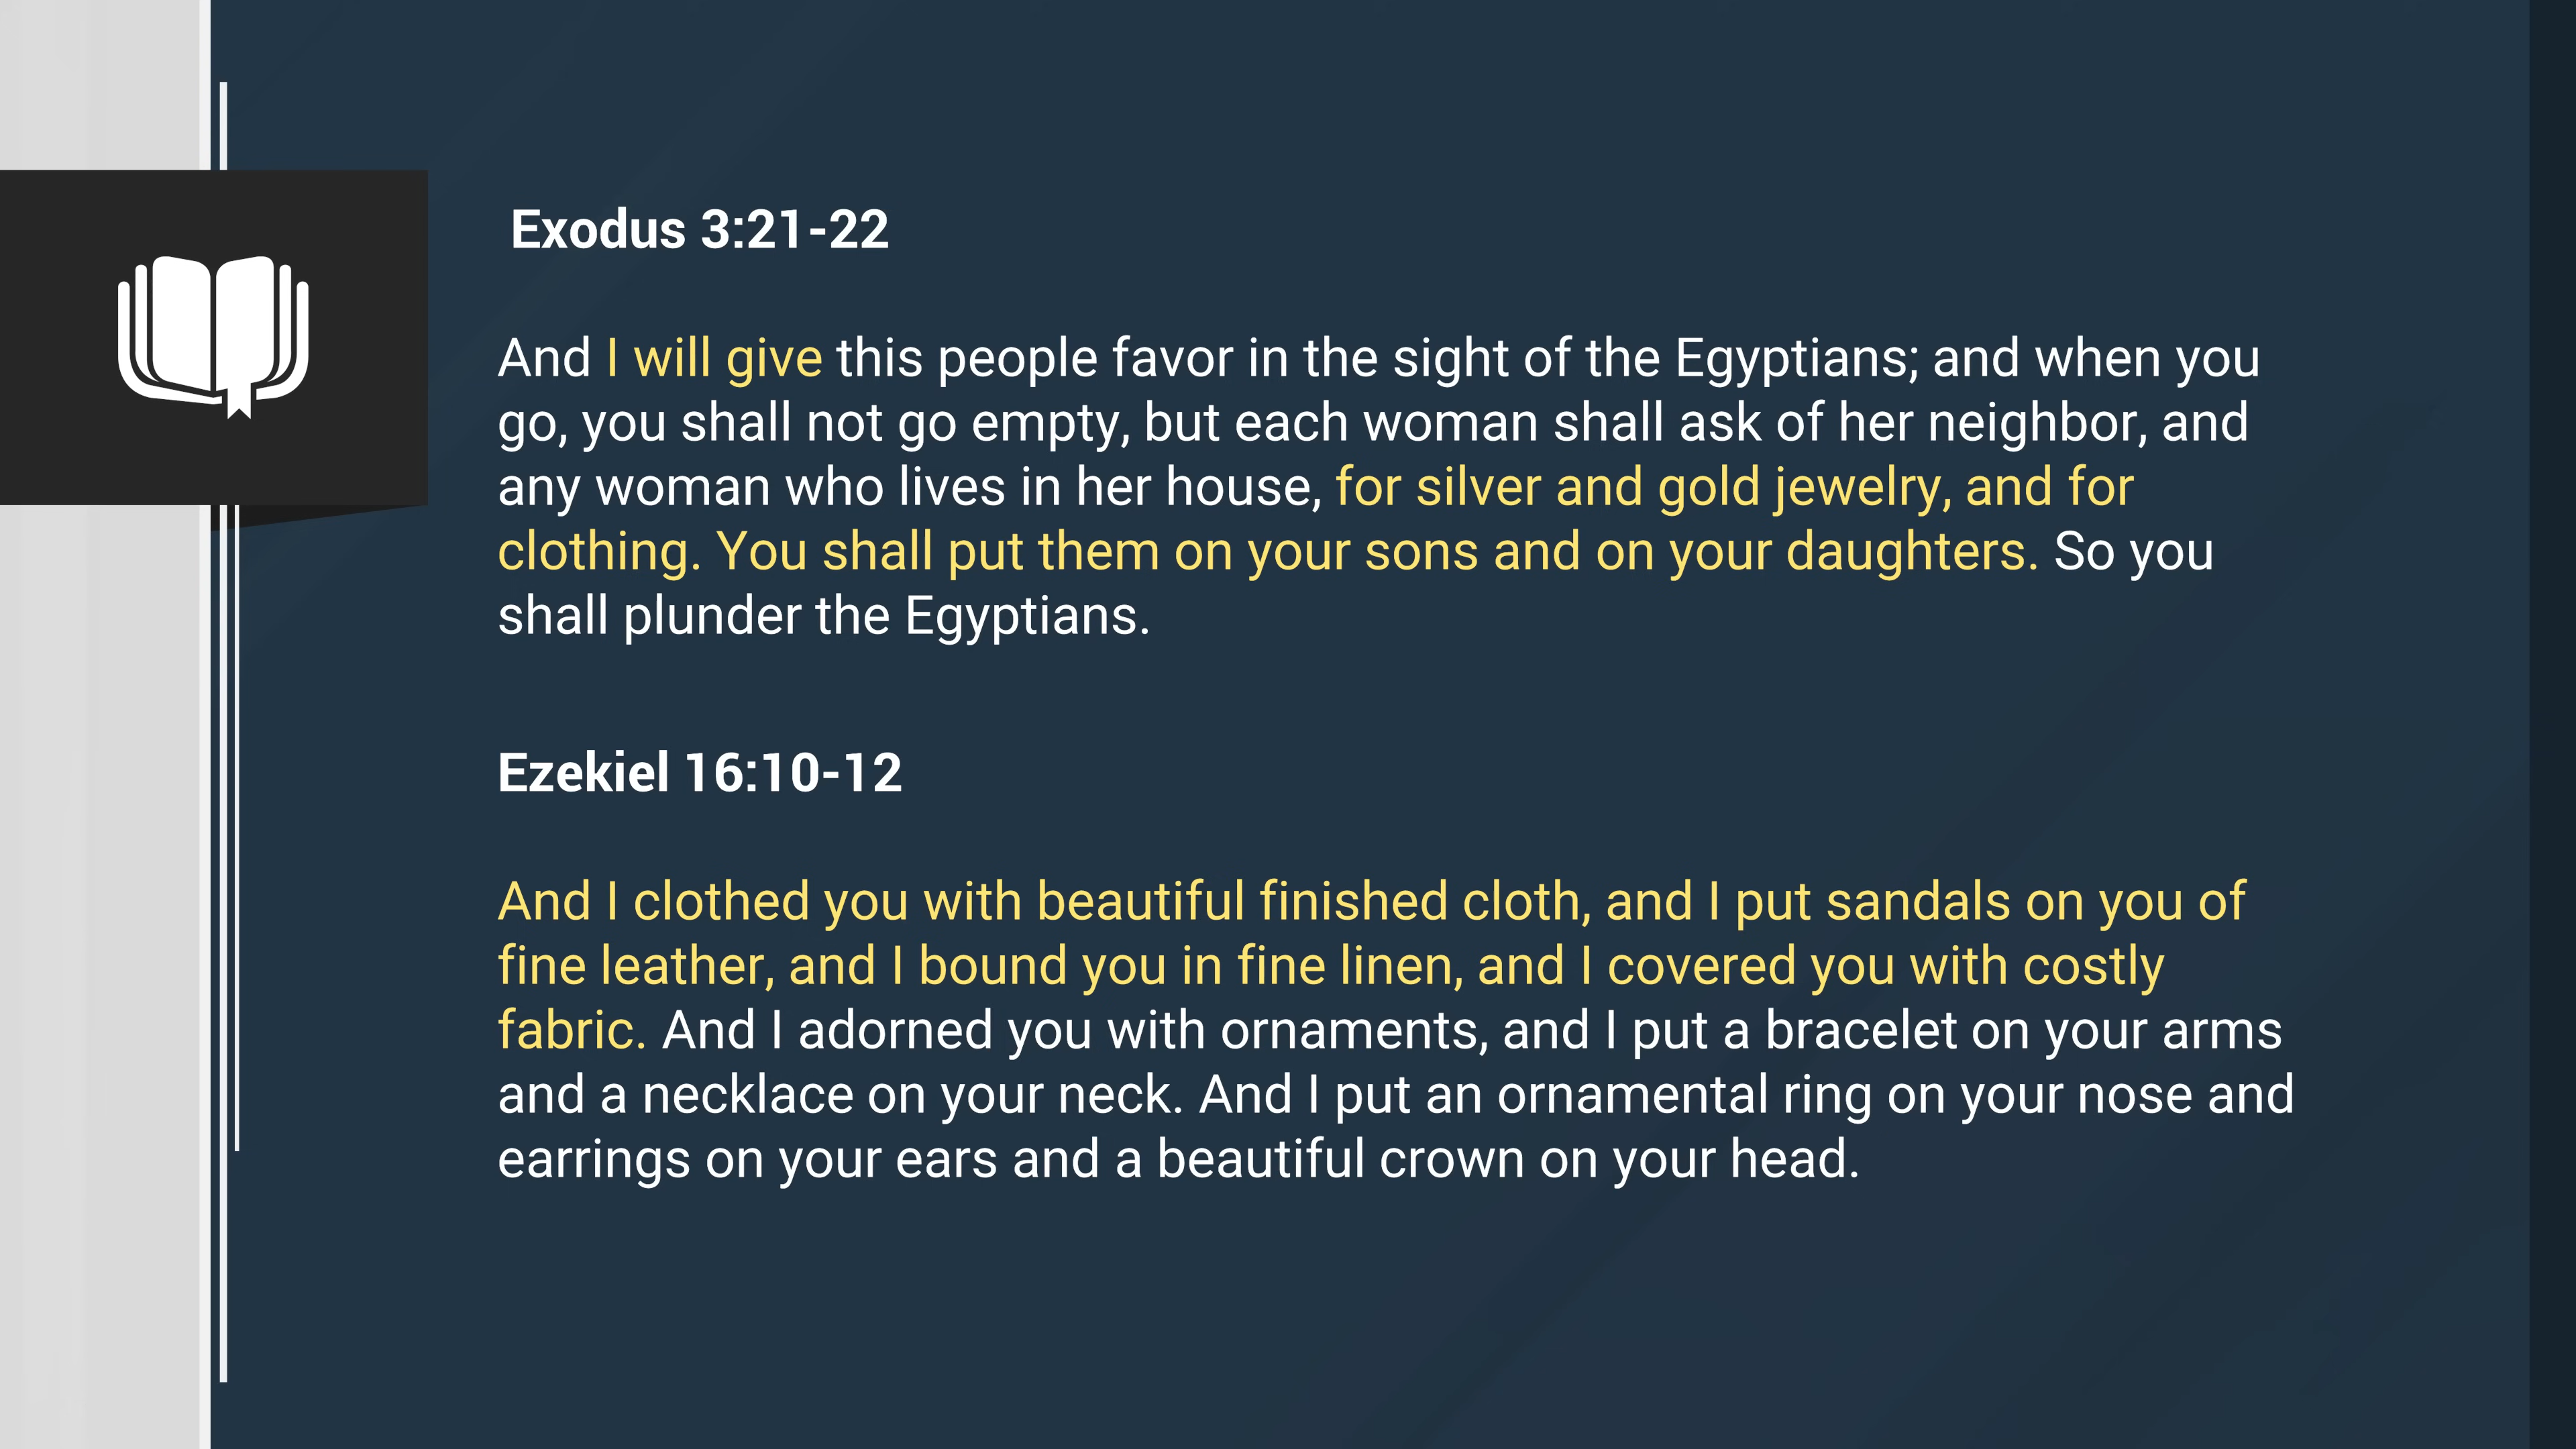 Exodus 3:21-22
And I will give this people favor in the sight of the Egyptians; and when you
go, you shall not go empty, but each woman shall ask of her neighbor, and
any woman who lives in her house, for silver and gold jewelry, and for
clothing. You shall put them on your sons and on your daughters. So you
shall plunder the Egyptians.
Ezekiel 16:10-12
And I clothed you with beautiful finished cloth, and I put sandals on you of
fine leather, and I bound you in fine linen, and I covered you with costly
fabric. And I adorned you with ornaments, and I put a bracelet on your arms
and a necklace on your neck. And I put an ornamental ring on your nose and
earrings on your ears and a beautiful crown on your head.